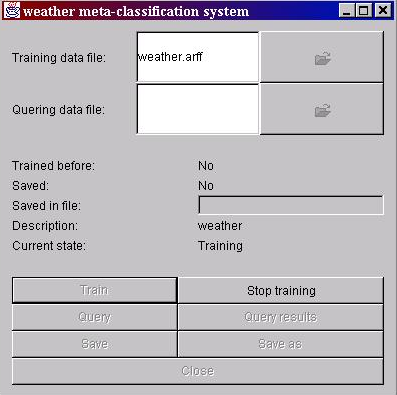 weather meta-classification system
Training data file: weather.arff
Quering data file:
Trained before: No
Saved: No
Saved in file:
Description: weather
Current state: Training
Train Stop training
Query Query results
Save Save as
Close